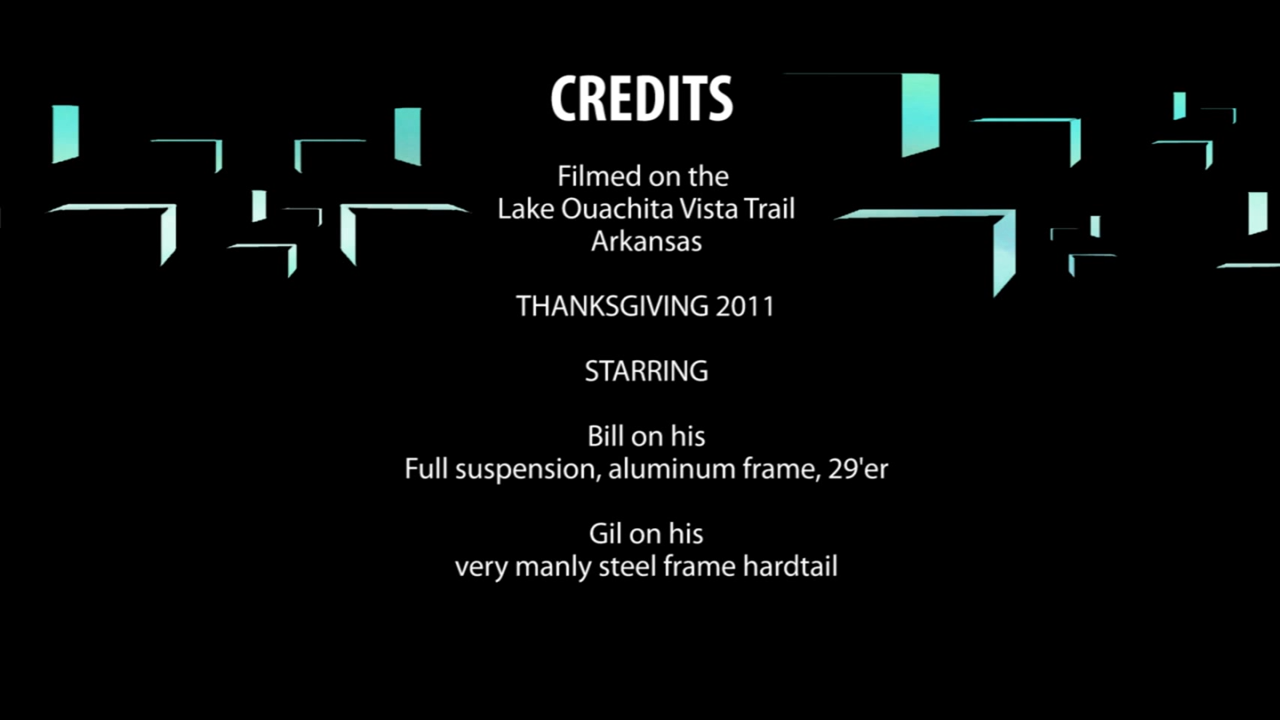 CREDITS
Filmed on the
Lake Ouachita Vista Trail
Arkansas
THANKSGIVING 2011
STARRING
Bill on his
Full suspension, aluminum frame, 29'er
Gil on his
very manly steel frame hardtail